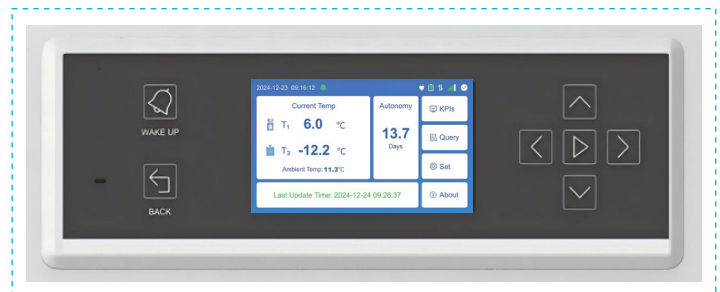 2024-12-23 09:16:12
Current Temp
T₁ 6.0 °C
T₂ -12.2 °C
Ambient Temp:11.3°C
Autonomy
13.7
Days
KPIs
Query
Set
About
Last Update Time: 2024-12-24 09:26:37
WAKE UP
BACK